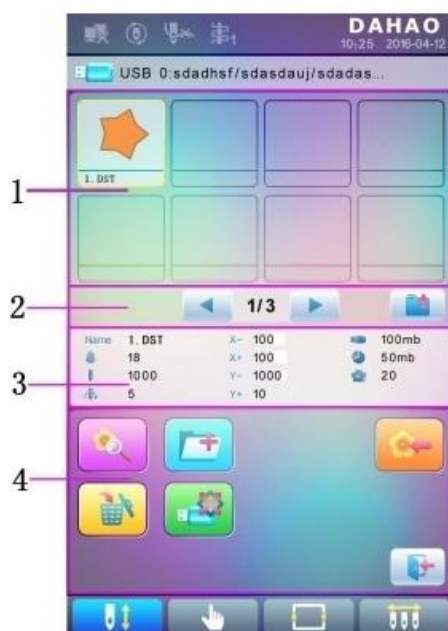 DAHAO
1
10:25 2016-04-12
USB 0:sdadhsf/sdasdauj/sdadas...
1
1. DST
2
1/3
3
Name 1. DST X- 100 100mb
18 X+ 100 50mb
1000 Y- 1000 20
5 Y+ 10
4